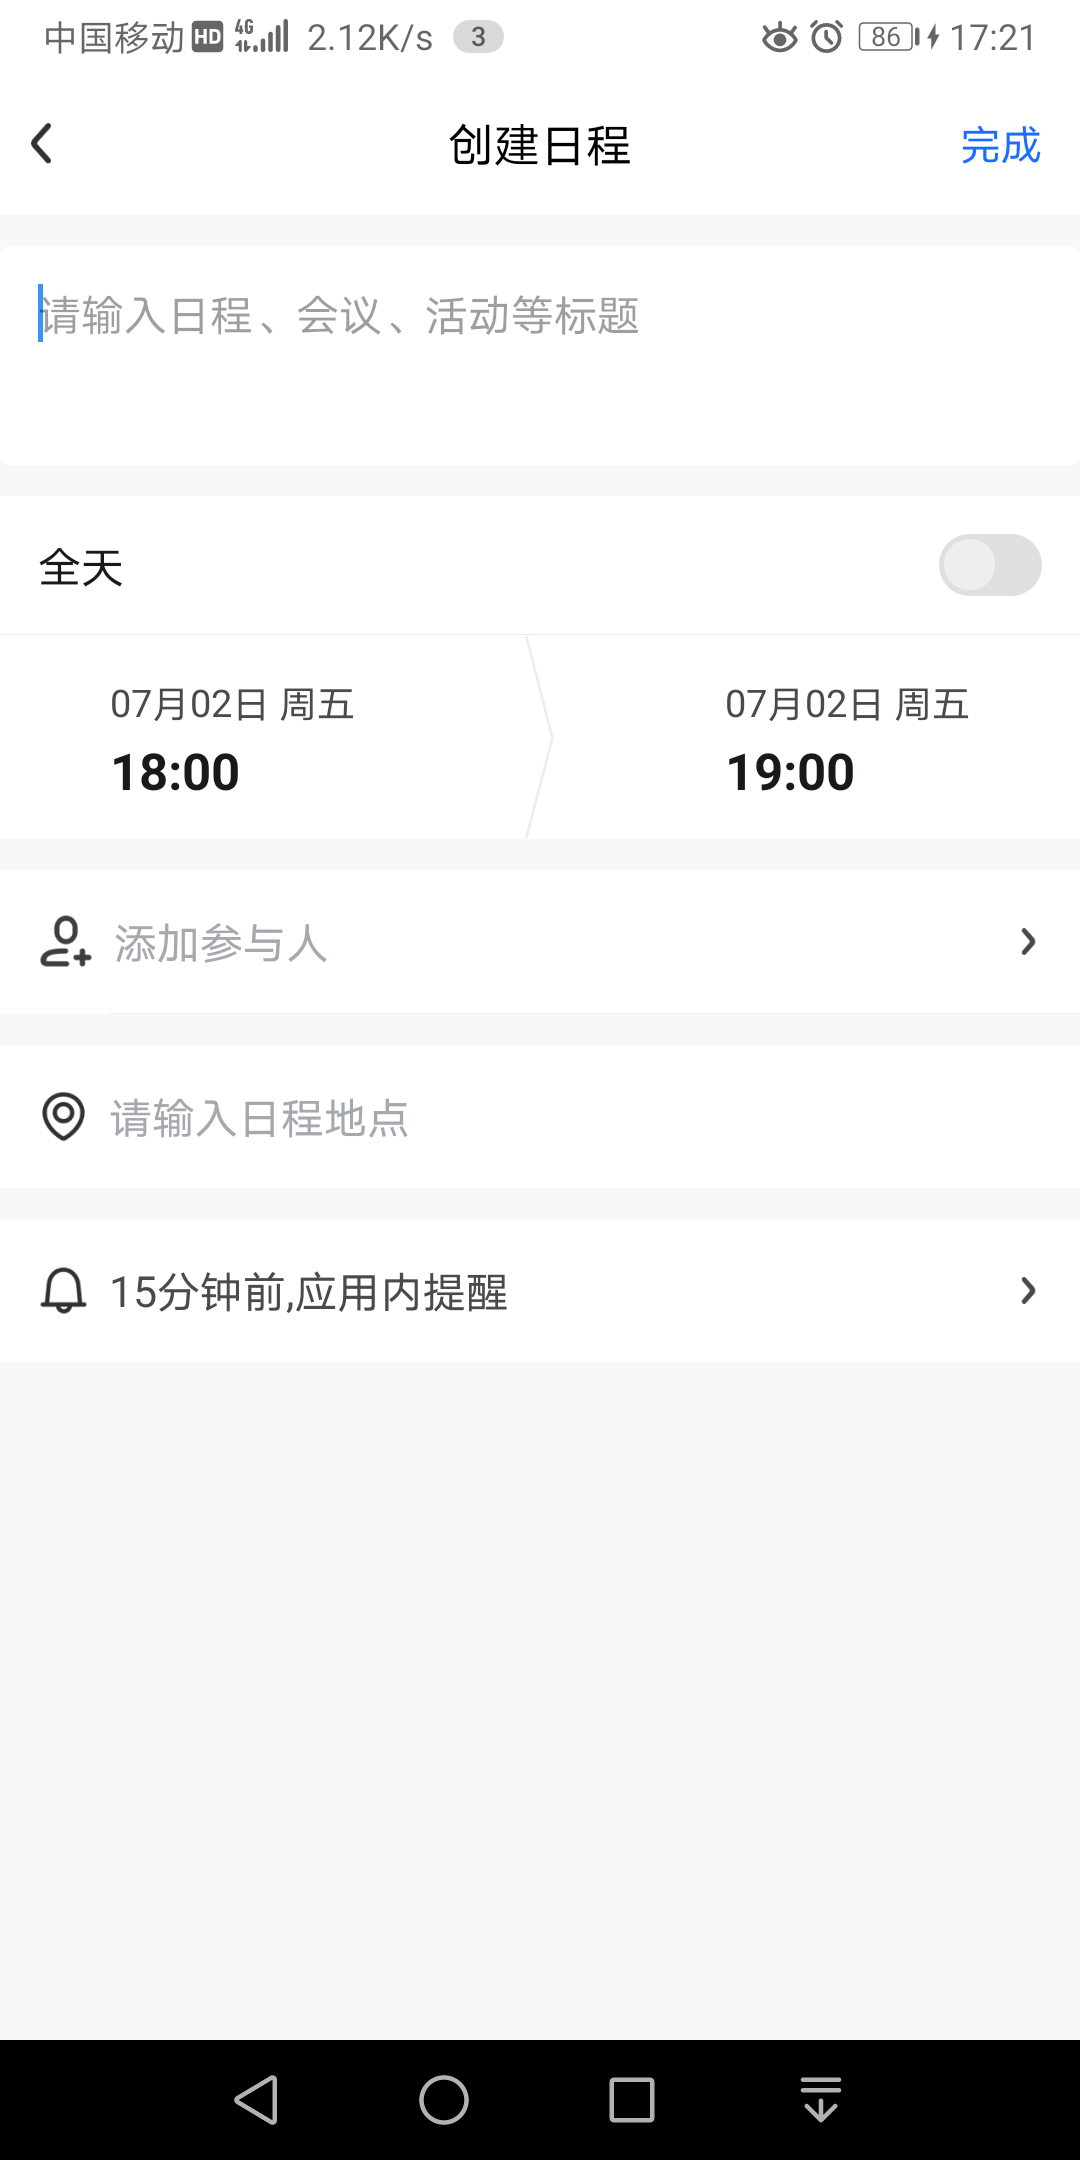 中国移动 HD 4G 2.12K/s 3 86 17:21
创建日程 完成
请输入日程、会议、活动等标题
全天
07月02日 周五 07月02日 周五
18:00 19:00
添加参与人
请输入日程地点
15分钟前,应用内提醒